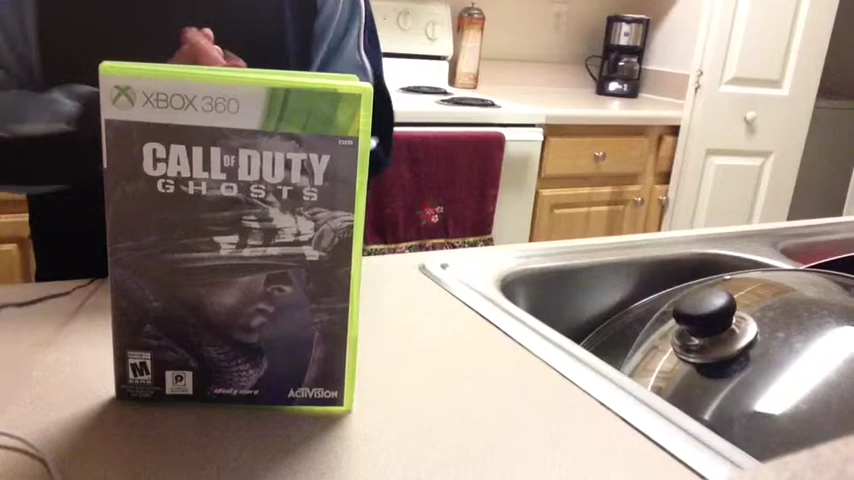 XBOX 360
CALL OF DUTY
GHOSTS
M
P
ACTIVISION